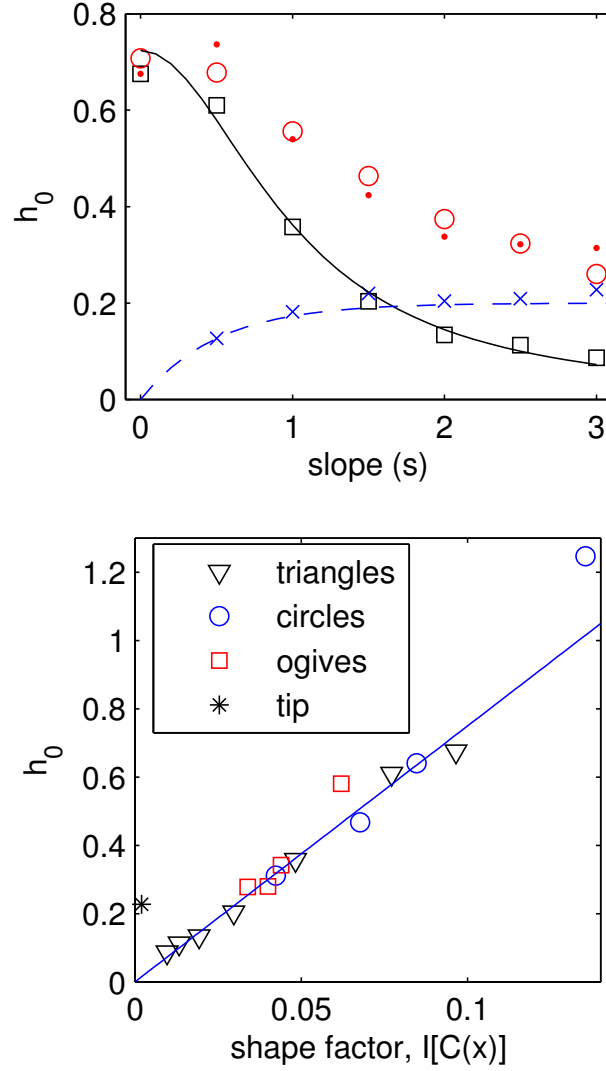 0.8
0.6
0.4
0.2
0
h0
0 1 2 3
slope (s)
1.2
1
0.8
0.6
0.4
0.2
0
h0
triangles
circles
ogives
tip
0 0.05 0.1
shape factor, I[C(x)]